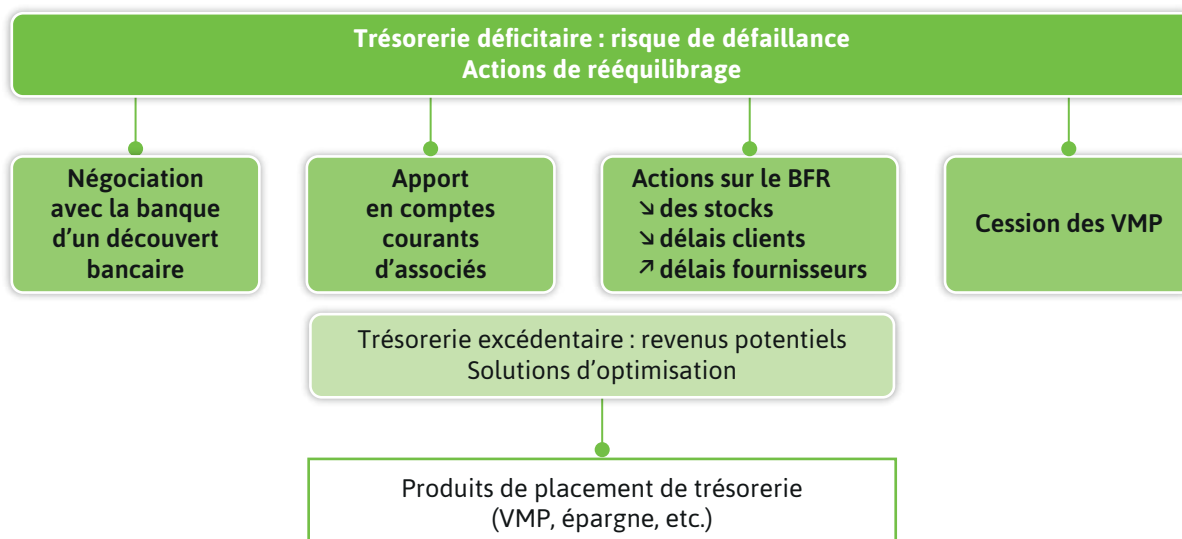 Trésorerie déficitaire : risque de défaillance
Actions de rééquilibrage
Négociation
avec la banque
d’un découvert
bancaire
Apport
en comptes
courants
d’associés
Actions sur le BFR
↘ des stocks
↘ délais clients
↗ délais fournisseurs
Cession des VMP
Trésorerie excédentaire : revenus potentiels
Solutions d’optimisation
Produits de placement de trésorerie
(VMP, épargne, etc.)